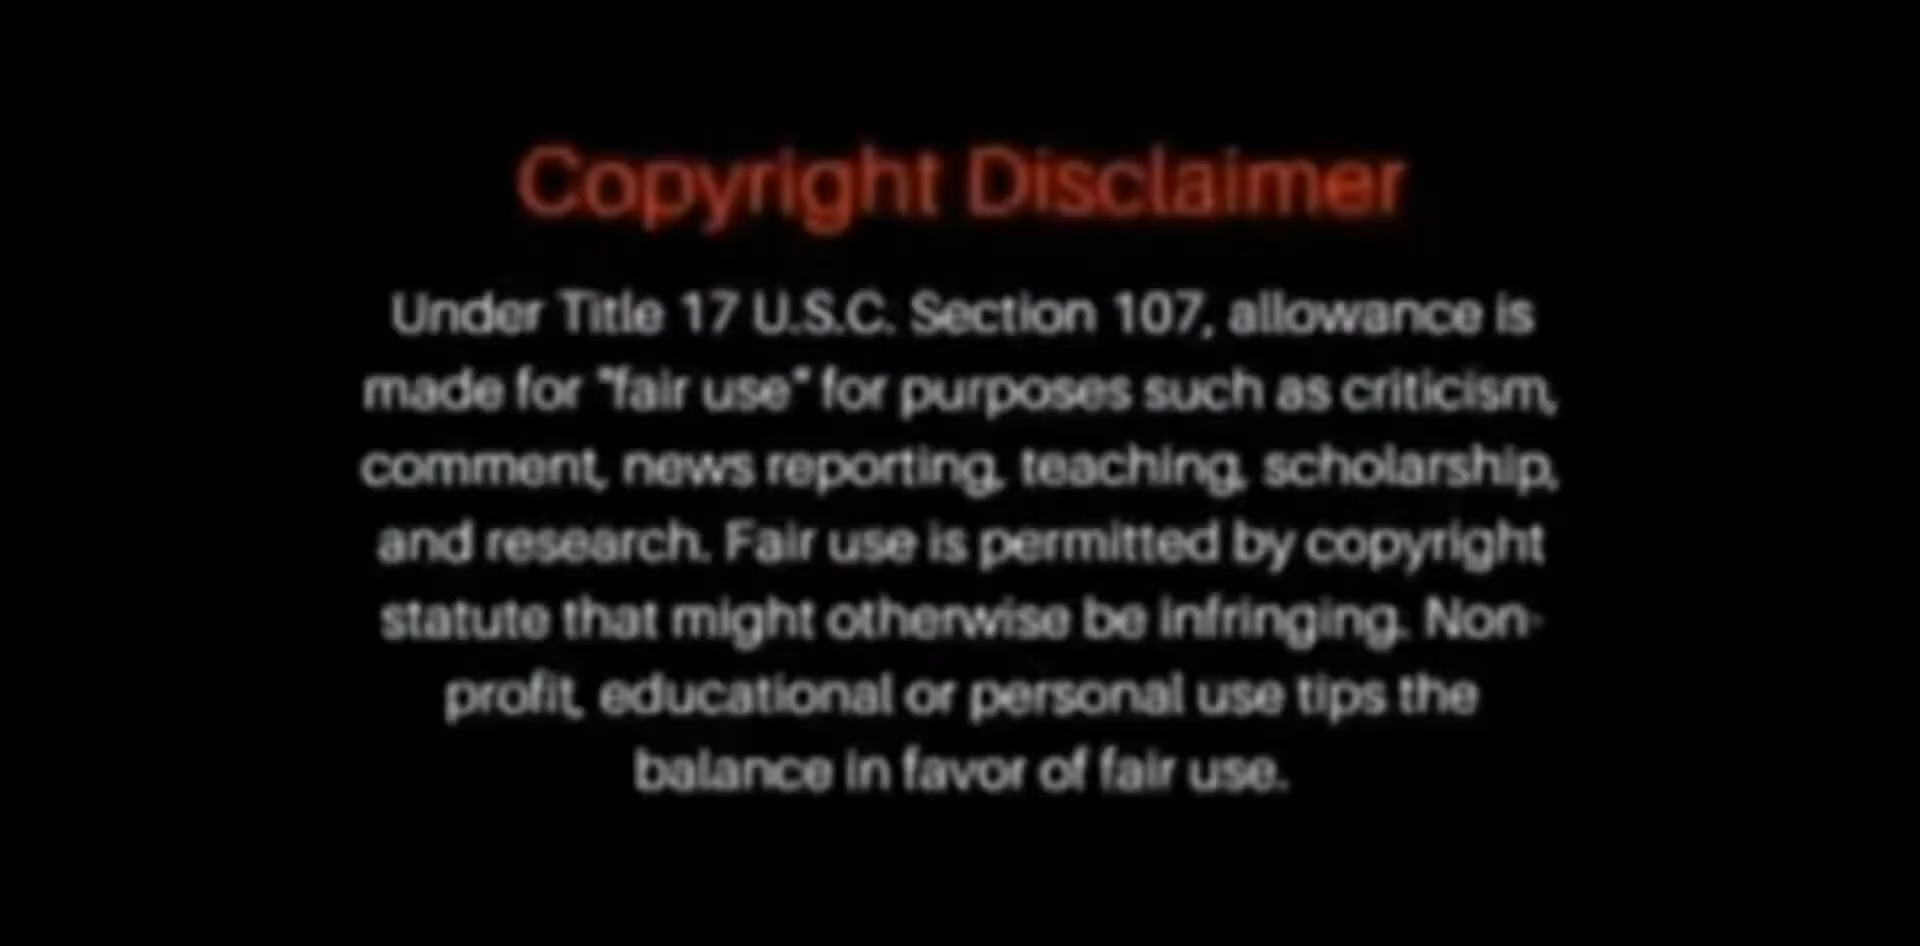 Copyright Disclaimer
Under Title 17 U.S.C. Section 107, allowance is
made for "fair use" for purposes such as criticism,
comment, news reporting, teaching, scholarship,
and research. Fair use is permitted by copyright
statute that might otherwise be infringing. Non-
profit, educational or personal use tips the
balance in favor of fair use.